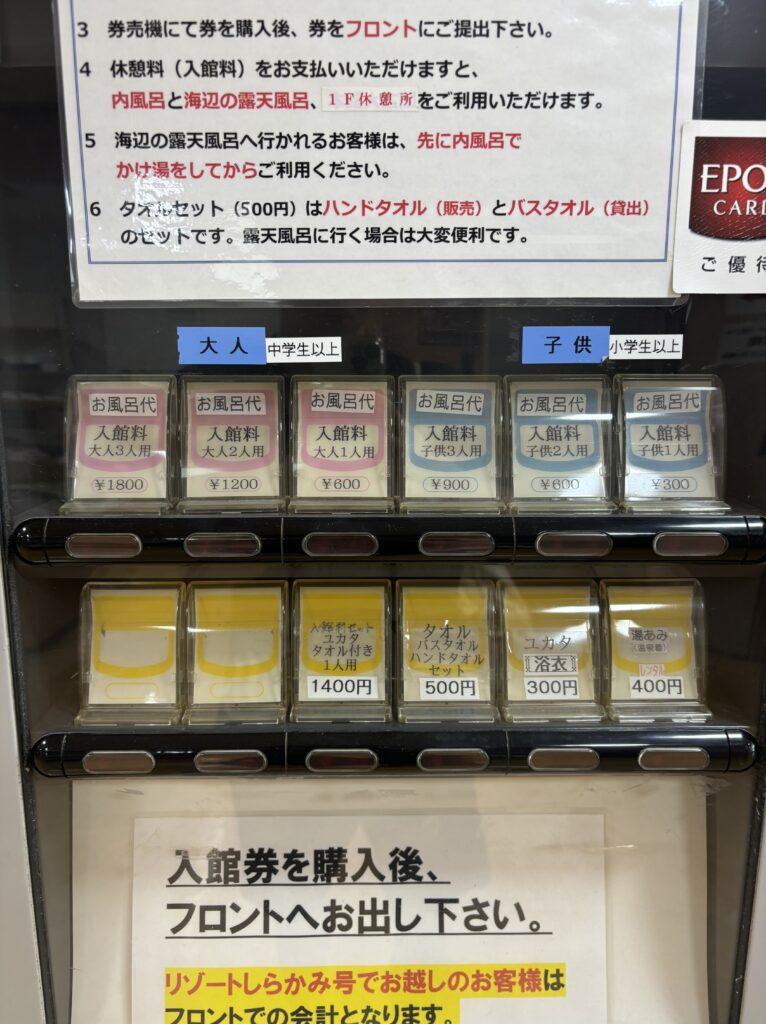 3 券売機にて券を購入後、券をフロントにご提出下さい。
4 休憩料（入館料）をお支払いいただけますと、
内風呂と海辺の露天風呂、1F休憩所をご利用いただけます。
5 海辺の露天風呂へ行かれるお客様は、先に内風呂で
かけ湯をしてからご利用ください。
6 タオルセット（500円）はハンドタオル（販売）とバスタオル（貸出）
のセットです。露天風呂に行く場合は大変便利です。
EPO
CARD
ご優待
大人 中学生以上
子供 小学生以上
お風呂代
入館料
大人3人用
¥1800
お風呂代
入館料
大人2人用
¥1200
お風呂代
入館料
大人1人用
¥600
お風呂代
入館料
子供3人用
¥900
お風呂代
入館料
子供2人用
¥600
お風呂代
入館料
子供1人用
¥300
入館料セット
ユカタ
タオル付き
1人用
1400円
タオル
バスタオル
ハンドタオル
セット
500円
ユカタ
浴衣
300円
湯あみ
(温泉着)
レンタル
400円
入館券を購入後、
フロントへお出し下さい。
リゾートしらかみ号でお越しのお客様は
フロントでの会計となります。